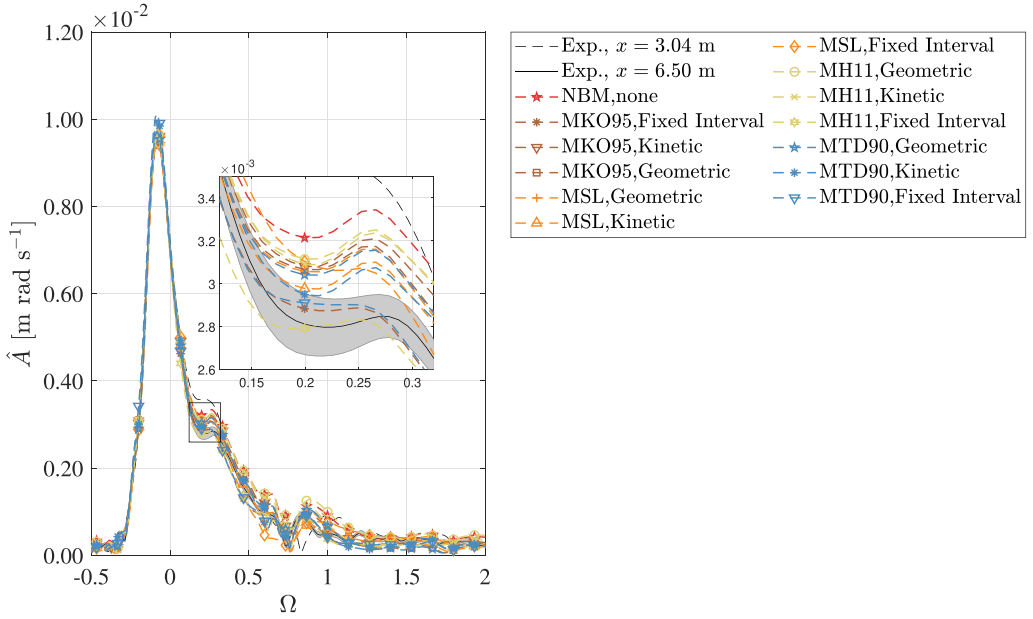 ×10⁻²
1.20
1.00
0.80
0.60
0.40
0.20
0.00
-0.5 0 0.5 1 1.5 2
Ω
Â [m rad s⁻¹]
×10⁻³
3.4
3.2
3
2.8
2.6
0.15 0.2 0.25 0.3
Exp., x = 3.04 m
Exp., x = 6.50 m
NBM,none
MKO95,Fixed Interval
MKO95,Kinetic
MKO95,Geometric
MSL,Geometric
MSL,Kinetic
MSL,Fixed Interval
MH11,Geometric
MH11,Kinetic
MH11,Fixed Interval
MTD90,Geometric
MTD90,Kinetic
MTD90,Fixed Interval